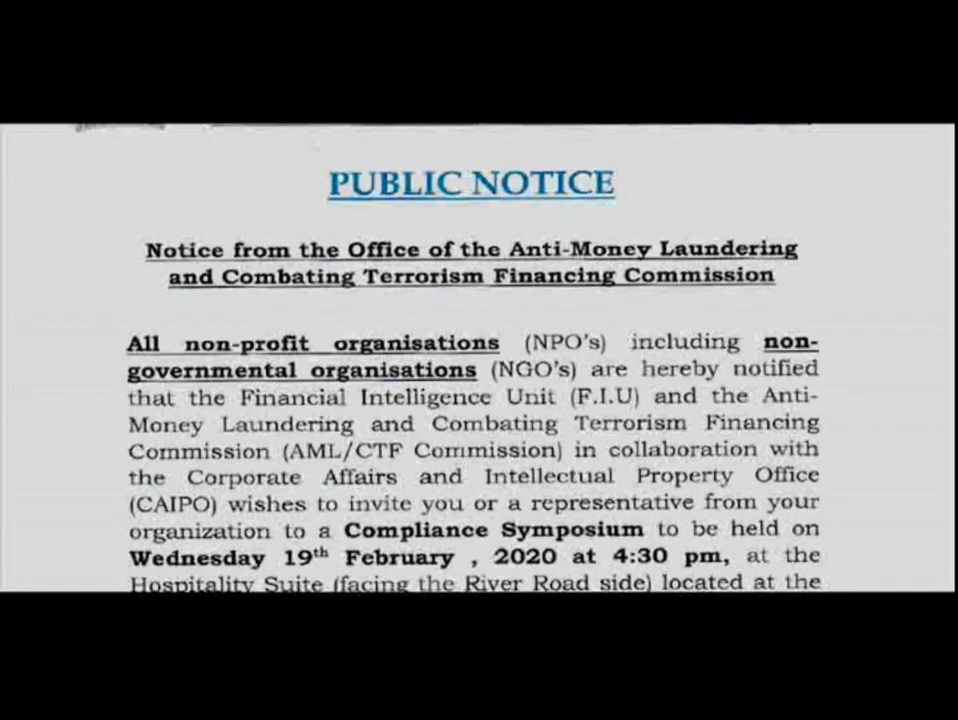 PUBLIC NOTICE
Notice from the Office of the Anti-Money Laundering
and Combating Terrorism Financing Commission
All non-profit organisations (NPO's) including non-
governmental organisations (NGO's) are hereby notified
that the Financial Intelligence Unit (F.I.U) and the Anti-
Money Laundering and Combating Terrorism Financing
Commission (AML/CTF Commission) in collaboration with
the Corporate Affairs and Intellectual Property Office
(CAIPO) wishes to invite you or a representative from your
organization to a Compliance Symposium to be held on
Wednesday 19th February , 2020 at 4:30 pm, at the
Hospitality Suite (facing the River Road side) located at the